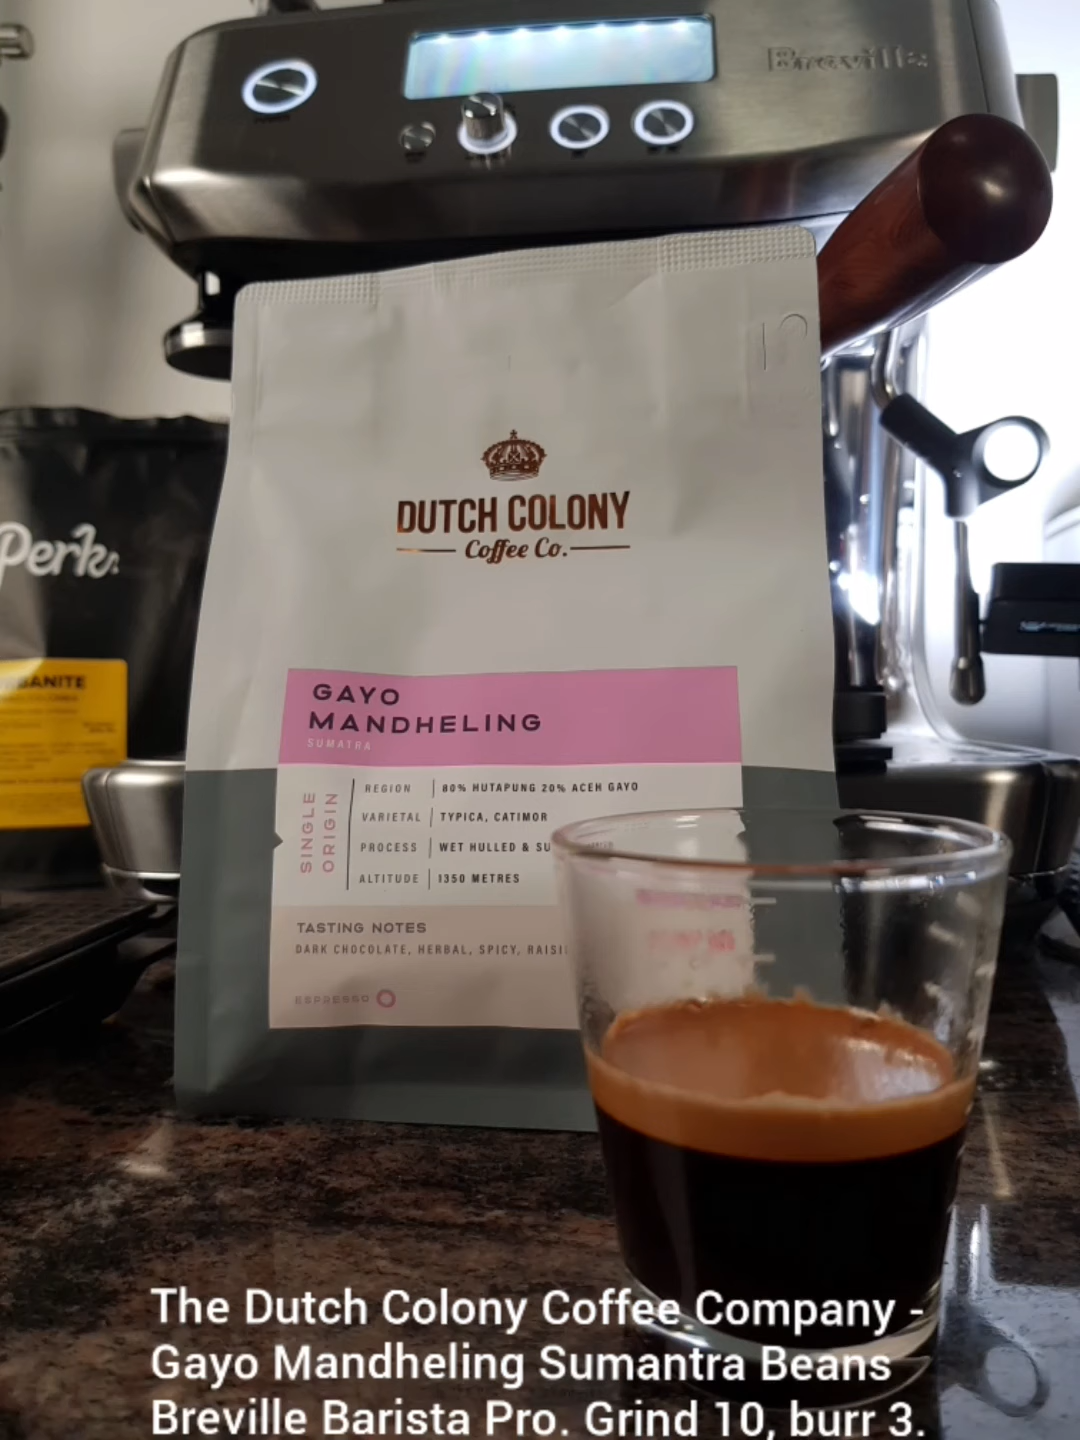 Breville
DUTCH COLONY
Coffee Co.
Perk.
GAYO
MANDHELING
SUMATRA
SINGLE
ORIGIN
REGION 80% HUTAPUNG 20% ACEH GAYO
VARIETAL TYPICA, CATIMOR
PROCESS WET HULLED &
ALTITUDE 1350 METRES
TASTING NOTES
DARK CHOCOLATE, HERBAL, SPICY,
ESPRESSO
The Dutch Colony Coffee Company -
Gayo Mandheling Sumantra Beans
Breville Barista Pro. Grind 10, burr 3.